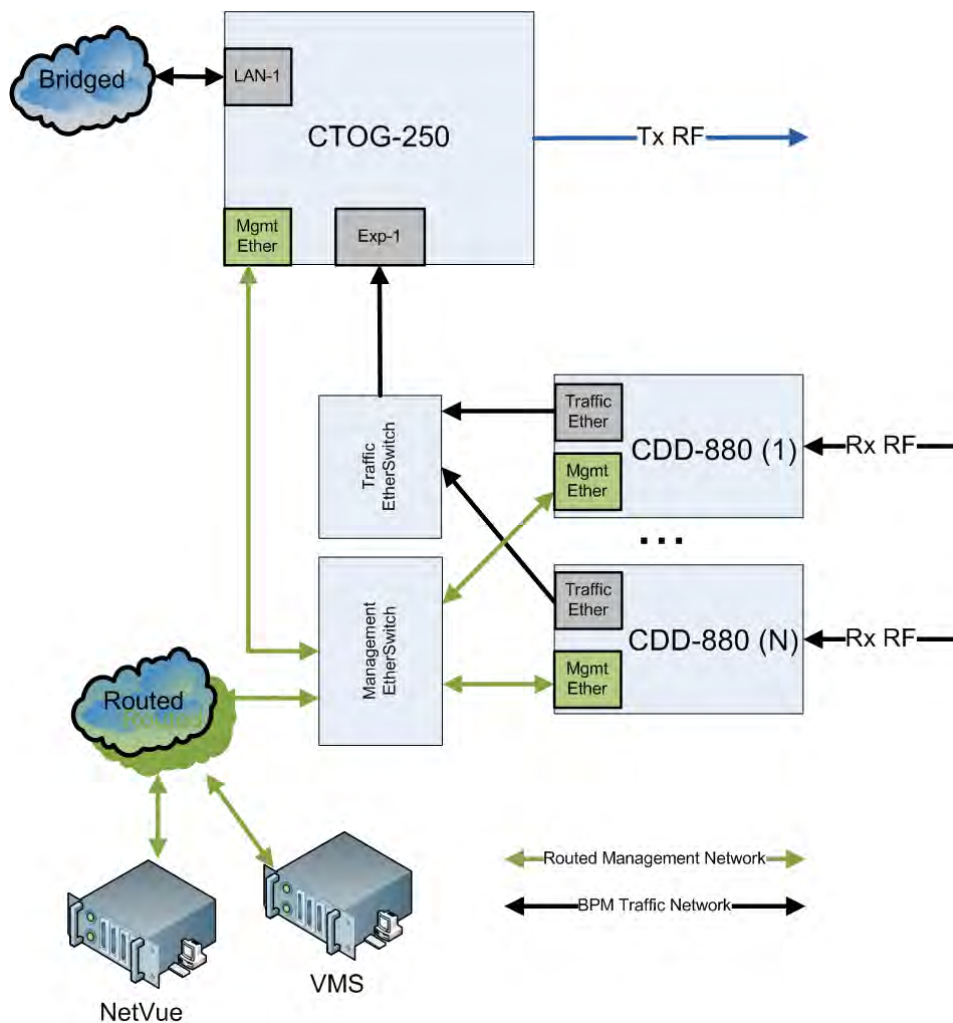 Bridged
LAN-1
CTOG-250
Tx RF
Mgmt
Ether
Exp-1
Traffic
EtherSwitch
Traffic
Ether
CDD-880 (1)
Rx RF
Mgmt
Ether
...
Management
EtherSwitch
Traffic
Ether
CDD-880 (N)
Rx RF
Mgmt
Ether
Routed
Routed
Routed Management Network
BPM Traffic Network
VMS
NetVue